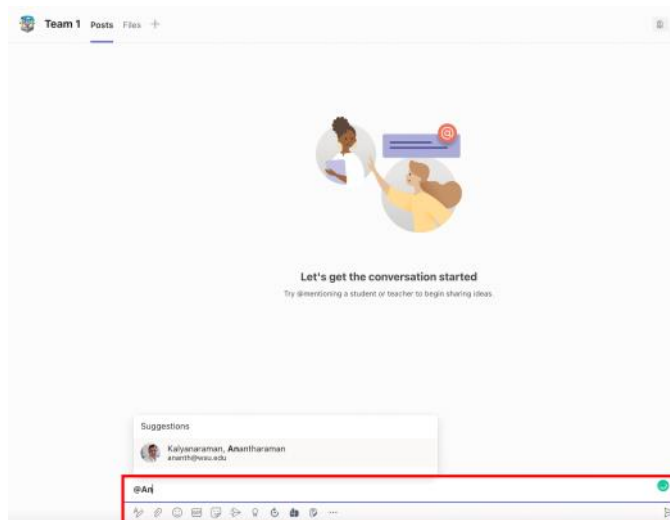 Team 1 Posts Files
Let's get the conversation started
Try @mentioning a student or teacher to begin sharing ideas.
Suggestions
Kalyanaraman, Anantharaman
ananth@wsu.edu
@An